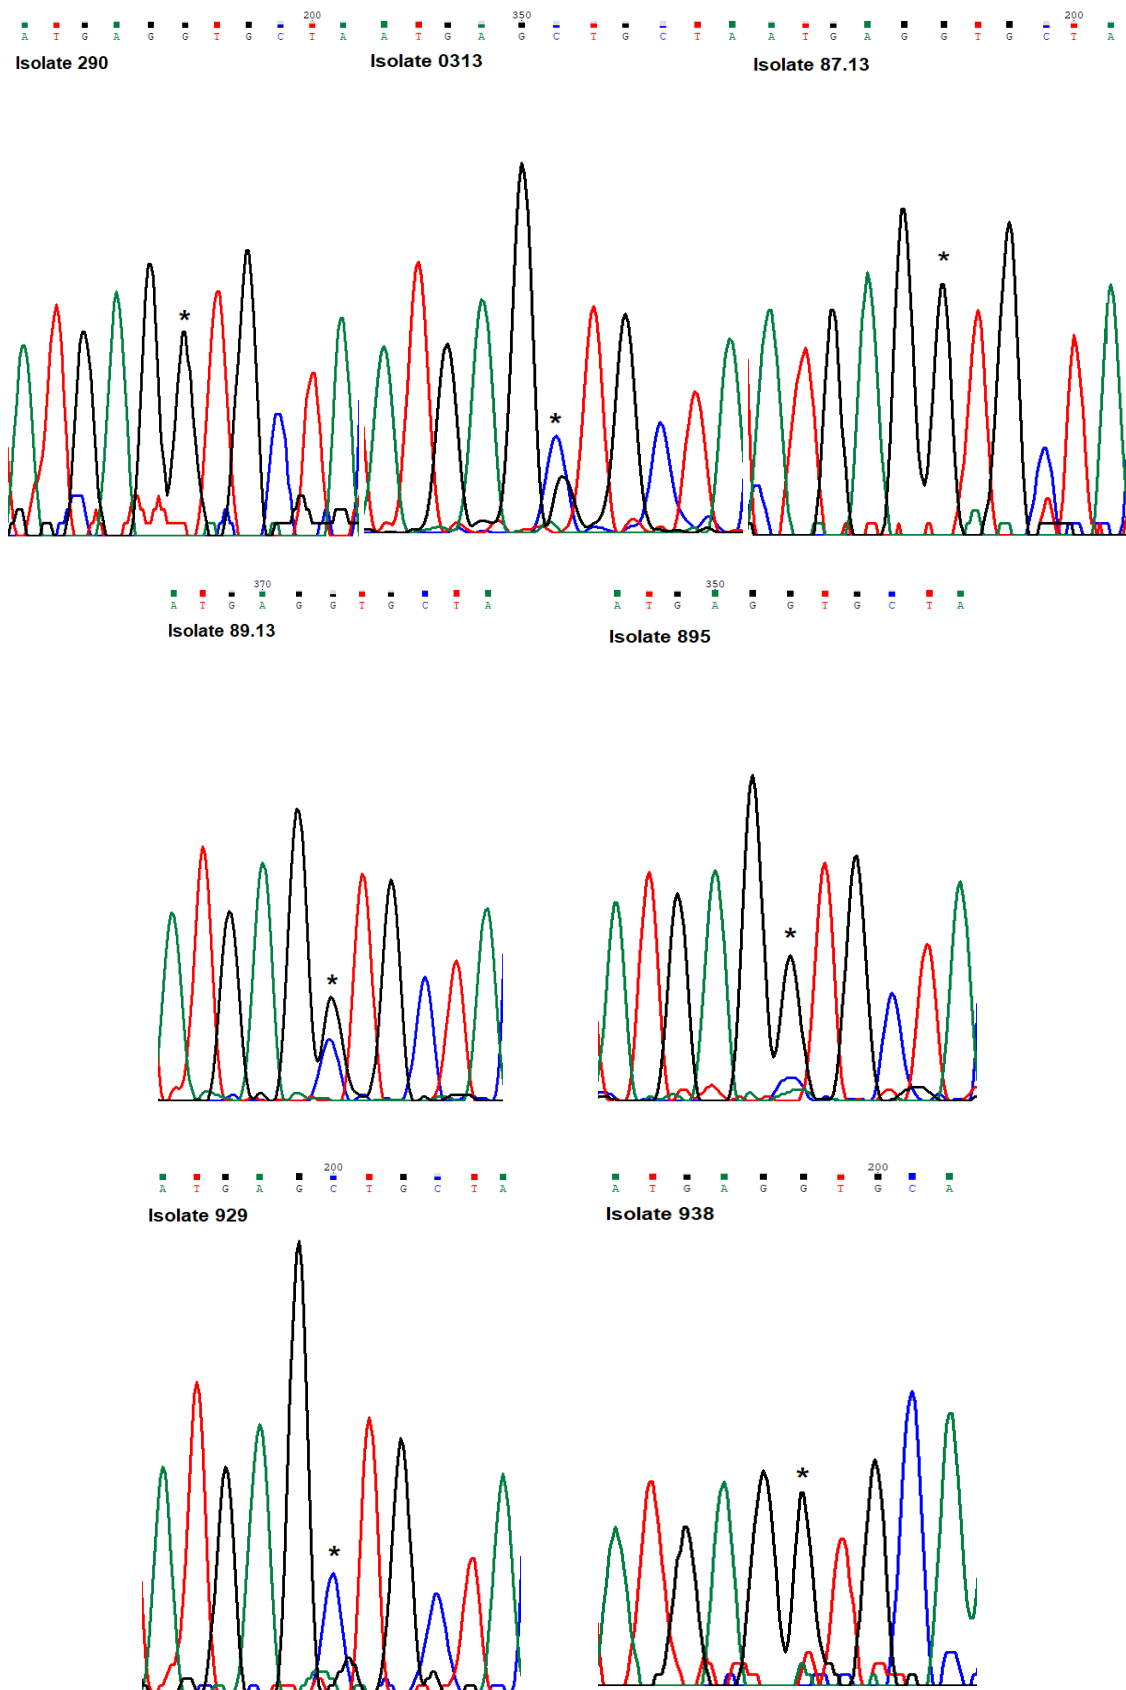 200 350 200
A T G A G G T G C T A A T G A G C T G C T A A T G A G G T G C T A
Isolate 290 Isolate 0313 Isolate 87.13
*
*
*
370 350
A T G A G G T G C T A A T G A G G T G C T A
Isolate 89.13 Isolate 895
*
*
200 200
A T G A G C T G C T A A T G A G G T G C A
Isolate 929 Isolate 938
*
*